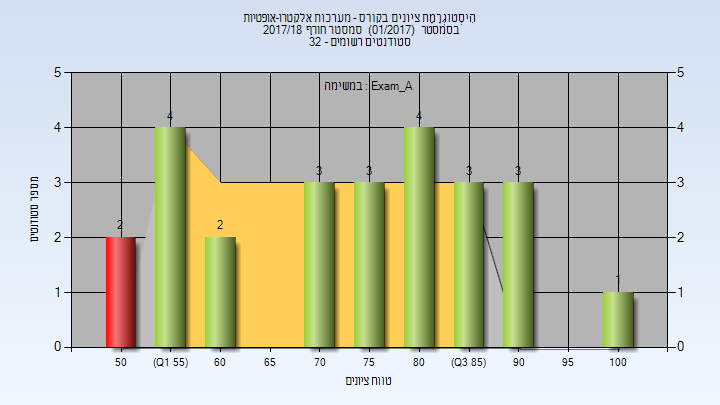 היסטוגרמת ציונים בקורס - מערכות אלקטרו-אופטיות
בסמסטר (01/2017) סמסטר חורף 2017/18
סטודנטים רשומים - 32
במשימה : Exam_A
5 5
4 4
3 3
2 2
1 1
0 0
2 4 2 3 3 4 3 3 1
מספר סטודנטים
50 (Q1 55) 60 65 70 75 80 (Q3 85) 90 95 100
טווח ציונים